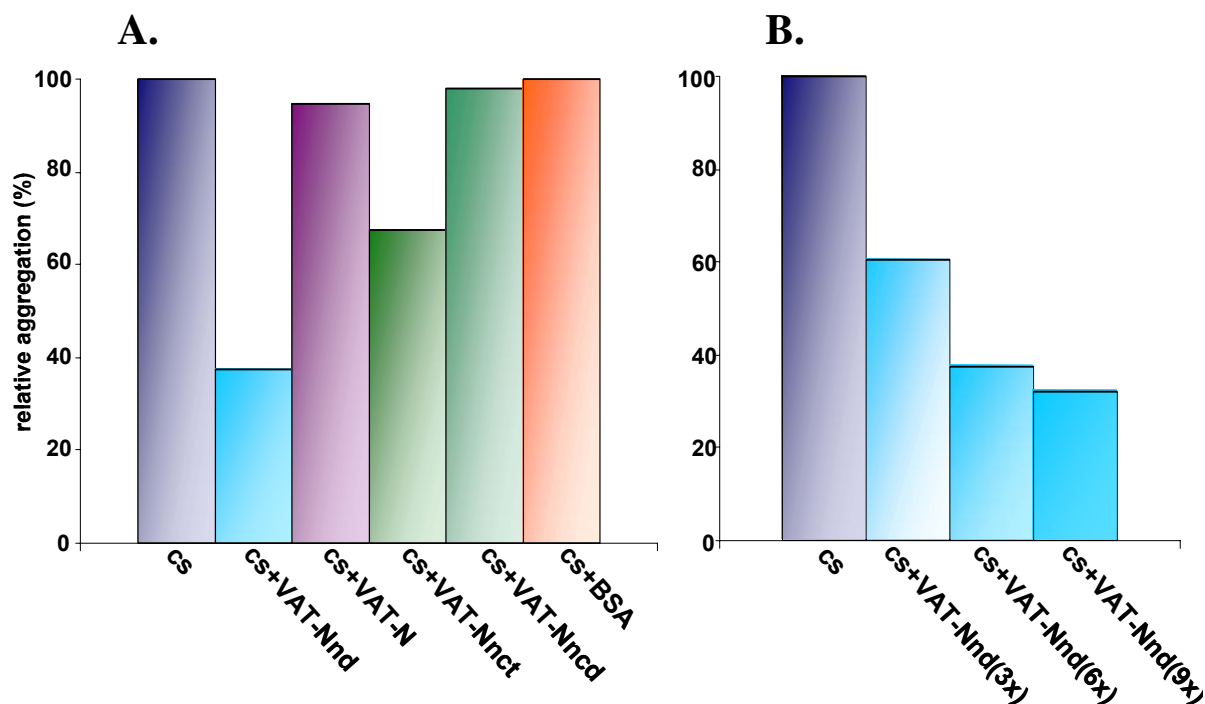 A.
relative aggregation (%)
100
80
60
40
20
0
cs
cs+VAT-Nnd
cs+VAT-N
cs+VAT-Nnct
cs+VAT-Nncd
cs+BSA
B.
100
80
60
40
20
0
cs
cs+VAT-Nnd(3x)
cs+VAT-Nnd(6x)
cs+VAT-Nnd(9x)